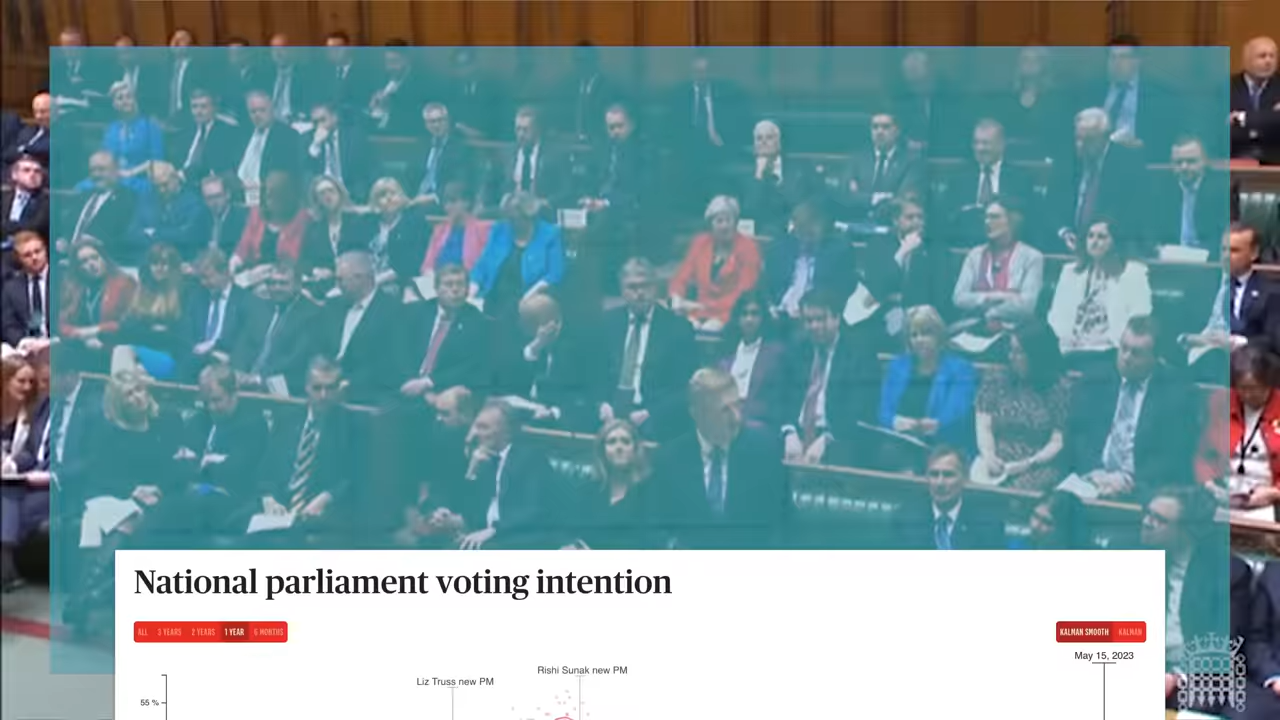 National parliament voting intention
ALL 3 YEARS 2 YEARS 1 YEAR 6 MONTHS
KALMAN SMOOTH KALMAN
May 15, 2023
Rishi Sunak new PM
Liz Truss new PM
55 %